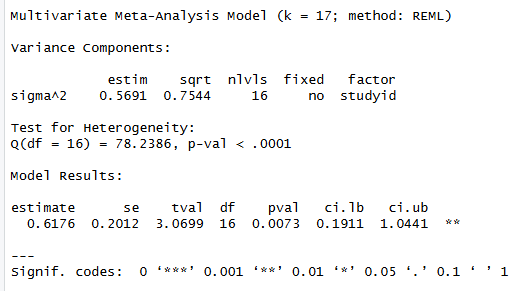 Multivariate Meta-Analysis Model (k = 17; method: REML)
Variance Components:
estim sqrt nlvls fixed factor
sigma^2 0.5691 0.7544 16 no studyid
Test for Heterogeneity:
Q(df = 16) = 78.2386, p-val < .0001
Model Results:
estimate se tval df pval ci.lb ci.ub
0.6176 0.2012 3.0699 16 0.0073 0.1911 1.0441 **
---
Signif. codes: 0 ‘***’ 0.001 ‘**’ 0.01 ‘*’ 0.05 ‘.’ 0.1 ‘ ’ 1